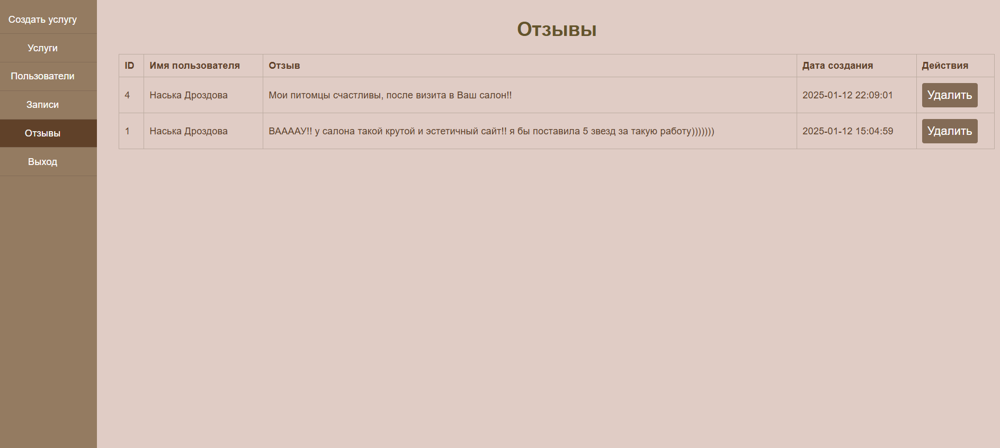 Создать услугу
Услуги
Пользователи
Записи
Отзывы
Выход
Отзывы
ID Имя пользователя Отзыв Дата создания Действия
4 Наська Дроздова Мои питомцы счастливы, после визита в Ваш салон!! 2025-01-12 22:09:01 Удалить
1 Наська Дроздова ВААААУ!! у салона такой крутой и эстетичный сайт!! я бы поставила 5 звезд за такую работу))))))) 2025-01-12 15:04:59 Удалить